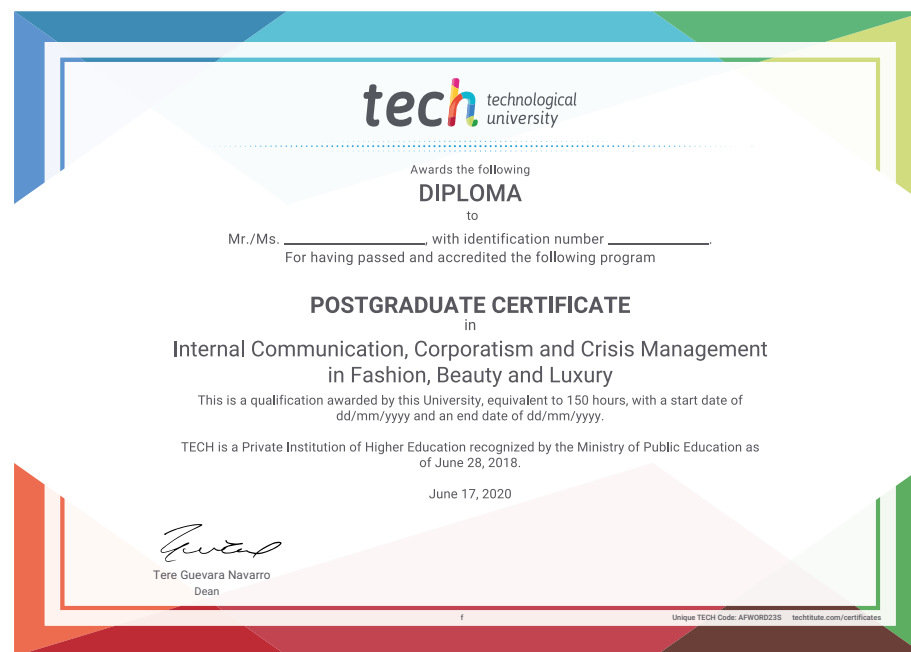 tech technological
university
Awards the following
DIPLOMA
to
Mr./Ms. ____________________, with identification number ______________.
For having passed and accredited the following program
POSTGRADUATE CERTIFICATE
in
Internal Communication, Corporatism and Crisis Management
in Fashion, Beauty and Luxury
This is a qualification awarded by this University, equivalent to 150 hours, with a start date of
dd/mm/yyyy and an end date of dd/mm/yyyy.
TECH is a Private Institution of Higher Education recognized by the Ministry of Public Education as
of June 28, 2018.
June 17, 2020
Tere Guevara Navarro
Dean
f
Unique TECH Code: AFWORD23S techtitute.com/certificates